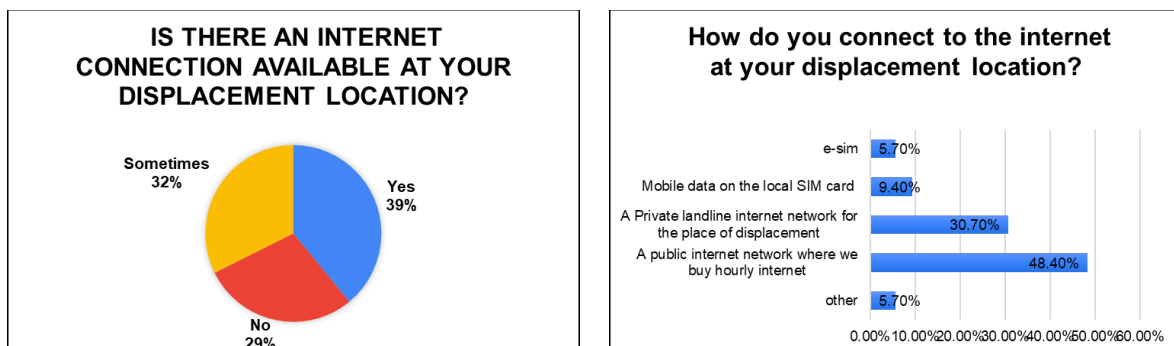 IS THERE AN INTERNET
CONNECTION AVAILABLE AT YOUR
DISPLACEMENT LOCATION?
Sometimes
32%
Yes
39%
No
29%
How do you connect to the internet
at your displacement location?
e-sim
5.70%
Mobile data on the local SIM card
9.40%
A Private landline internet network for
the place of displacement
30.70%
A public internet network where we
buy hourly internet
48.40%
other
5.70%
0.00% 10.00% 20.00% 30.00% 40.00% 50.00% 60.00%